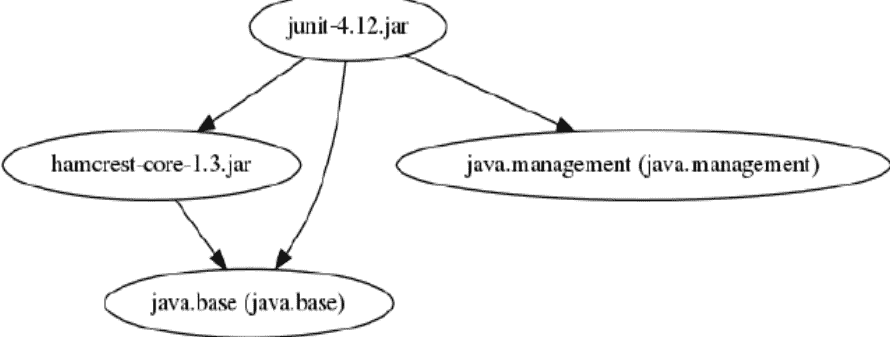 junit-4.12.jar
hamcrest-core-1.3.jar
java.management (java.management)
java.base (java.base)